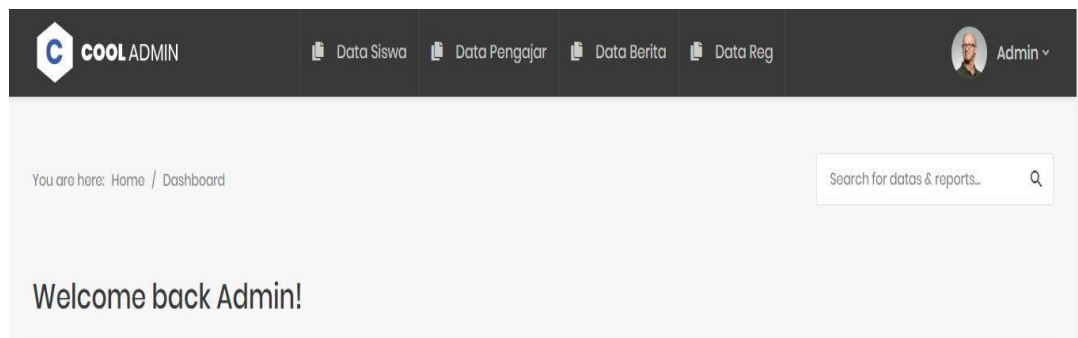 C COOL ADMIN Data Siswa Data Pengajar Data Berita Data Reg Admin
You are here: Home / Dashboard Search for datas & reports...
Welcome back Admin!